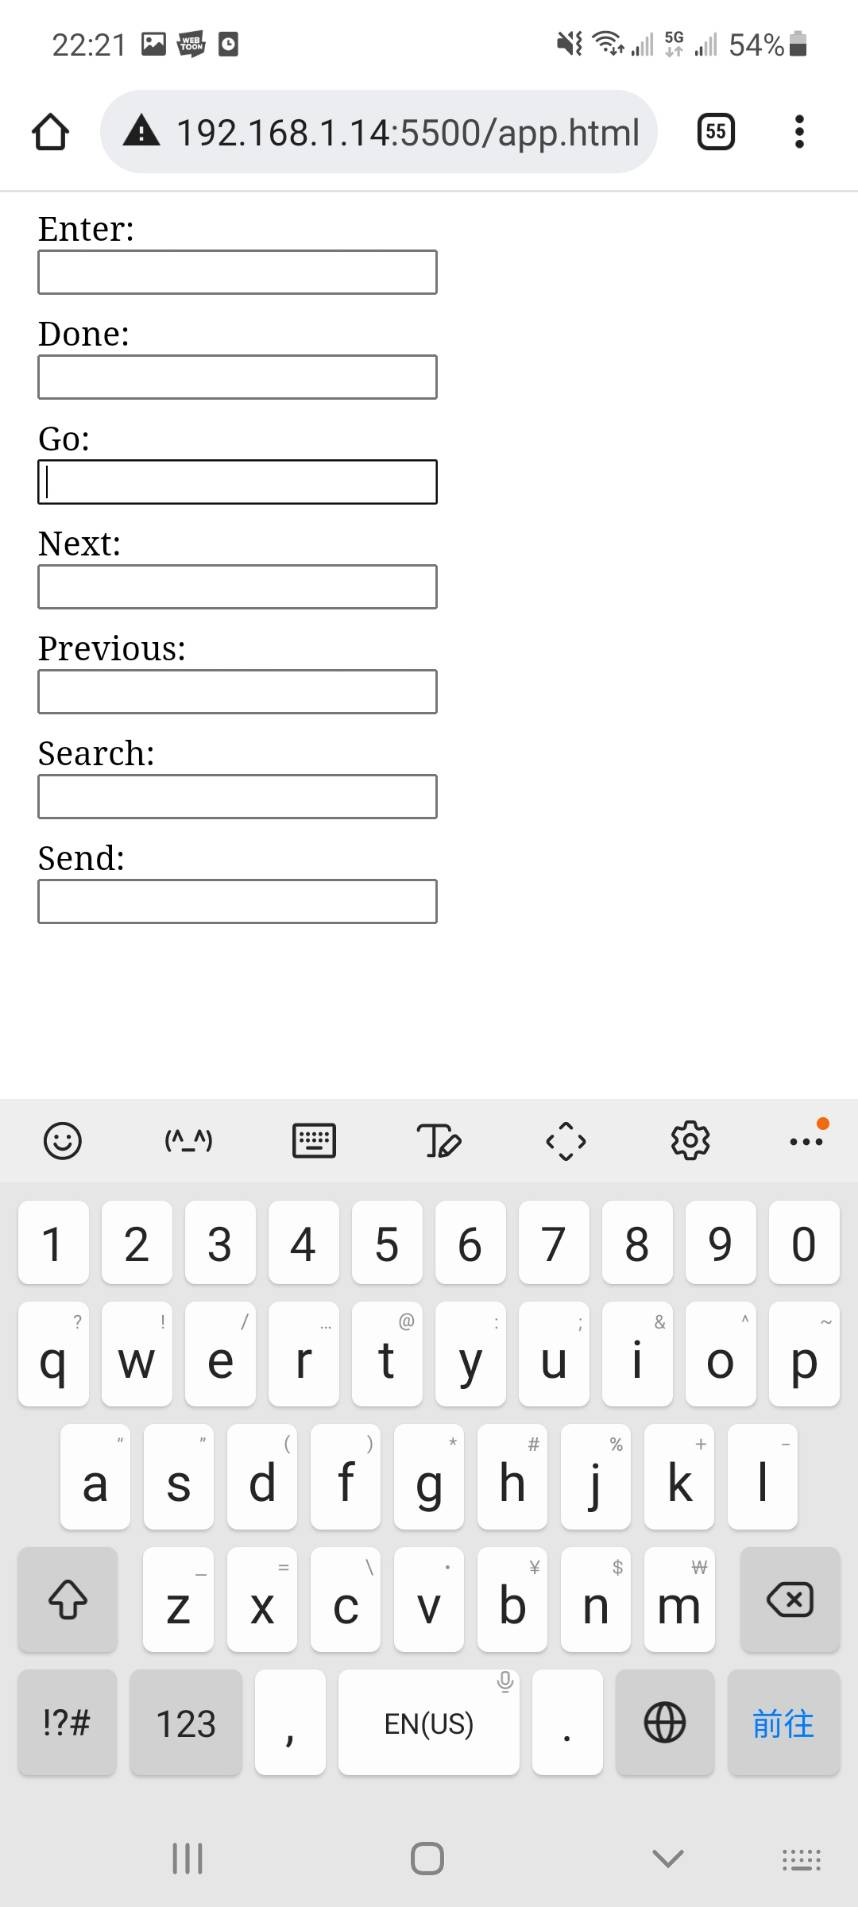 22:21 WEB TOON 5G 54%
192.168.1.14:5500/app.html 55
Enter:
Done:
Go:
Next:
Previous:
Search:
Send:
(^_^) T
1 2 3 4 5 6 7 8 9 0
? ! / ... @ : ; & ^ ~
q w e r t y u i o p
" " ( ) * # % + -
a s d f g h j k l
_ = \ · ¥ $ ₩
z x c v b n m
!?# 123 , EN(US) . 前往